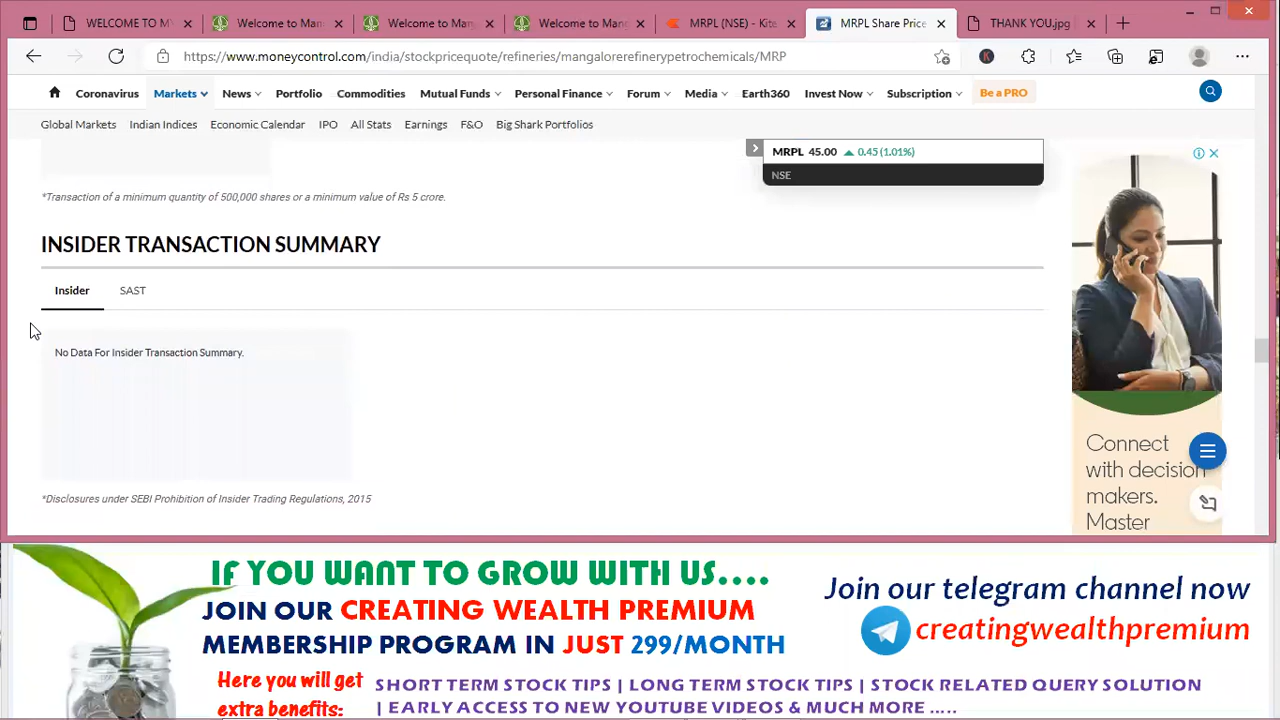 WELCOME TO MY
Welcome to Man
Welcome to Man
Welcome to Man
MRPL (NSE) - Kite
MRPL Share Price
THANK YOU.jpg
https://www.moneycontrol.com/india/stockpricequote/refineries/mangalorerefinerypetrochemicals/MRP
Coronavirus Markets News Portfolio Commodities Mutual Funds Personal Finance Forum Media Earth360 Invest Now Subscription Be a PRO
Global Markets Indian Indices Economic Calendar IPO All Stats Earnings F&O Big Shark Portfolios
MRPL 45.00 0.45 (1.01%)
NSE
*Transaction of a minimum quantity of 500,000 shares or a minimum value of Rs 5 crore.
INSIDER TRANSACTION SUMMARY
Insider SAST
No Data For Insider Transaction Summary.
*Disclosures under SEBI Prohibition of Insider Trading Regulations, 2015
Connect
with decision
makers.
Master
IF YOU WANT TO GROW WITH US....
JOIN OUR CREATING WEALTH PREMIUM
MEMBERSHIP PROGRAM IN JUST 299/MONTH
Join our telegram channel now
creatingwealthpremium
Here you will get
extra benefits:
SHORT TERM STOCK TIPS | LONG TERM STOCK TIPS | STOCK RELATED QUERY SOLUTION
| EARLY ACCESS TO NEW YOUTUBE VIDEOS & MUCH MORE .....